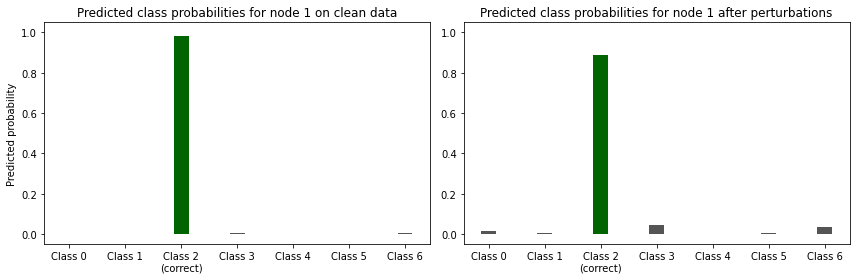 Predicted class probabilities for node 1 on clean data
Predicted probability
1.0
0.8
0.6
0.4
0.2
0.0
Class 0 Class 1 Class 2 Class 3 Class 4 Class 5 Class 6
(correct)
Predicted class probabilities for node 1 after perturbations
1.0
0.8
0.6
0.4
0.2
0.0
Class 0 Class 1 Class 2 Class 3 Class 4 Class 5 Class 6
(correct)